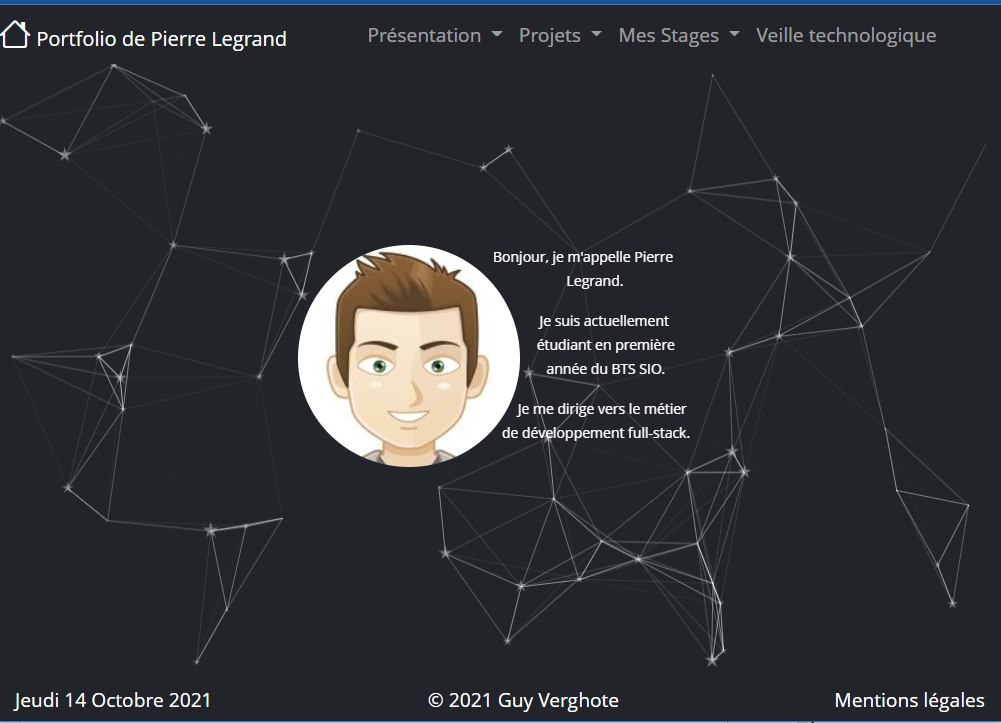 Portfolio de Pierre Legrand
Présentation Projets Mes Stages Veille technologique
Bonjour, je m'appelle Pierre
Legrand.
Je suis actuellement
étudiant en première
année du BTS SIO.
Je me dirige vers le métier
de développement full-stack.
Jeudi 14 Octobre 2021
© 2021 Guy Verghote
Mentions légales